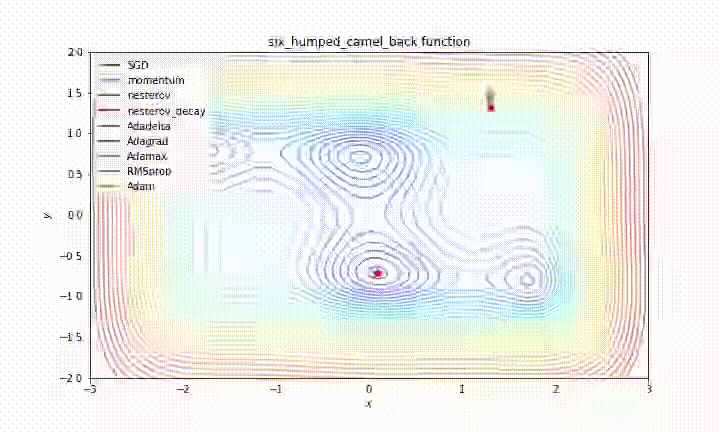 six_humped_camel_back function
SGD
momentum
nesterov
nesterov_decay
Adadelta
Adagrad
Adamax
RMSprop
Adam
2.0
1.5
1.0
0.5
0.0
−0.5
−1.0
−1.5
−2.0
y
−3
−2
−1
0
1
2
3
x